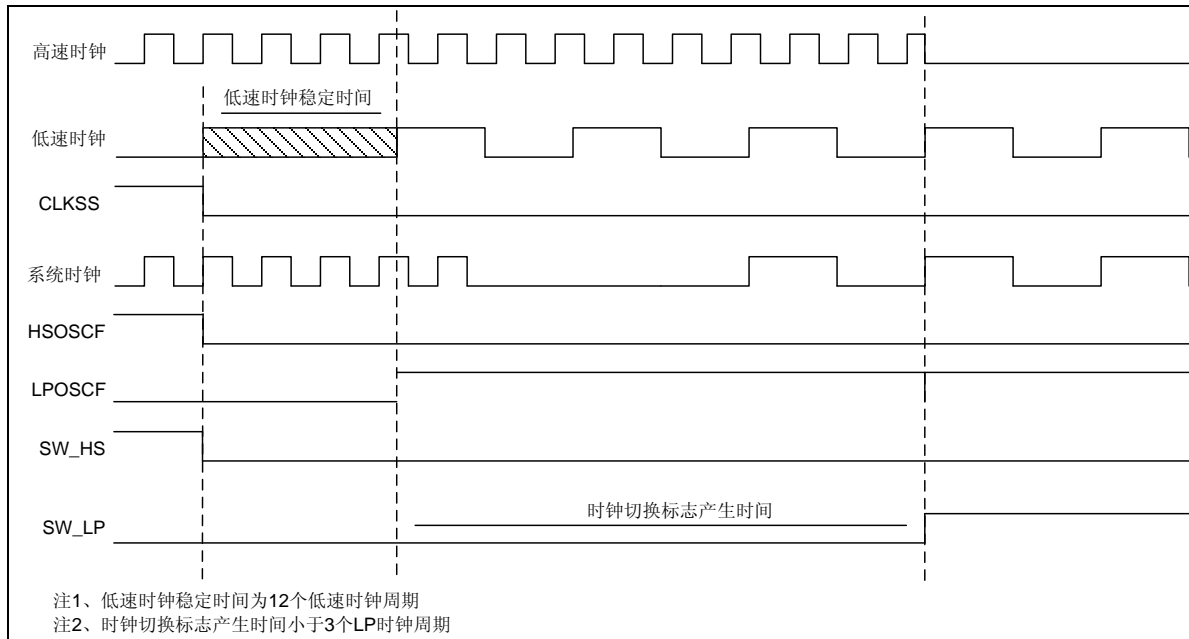 高速时钟
低速时钟稳定时间
低速时钟
CLKSS
系统时钟
HSOSCF
LPOSCF
SW_HS
时钟切换标志产生时间
SW_LP
注1、低速时钟稳定时间为12个低速时钟周期
注2、时钟切换标志产生时间小于3个LP时钟周期